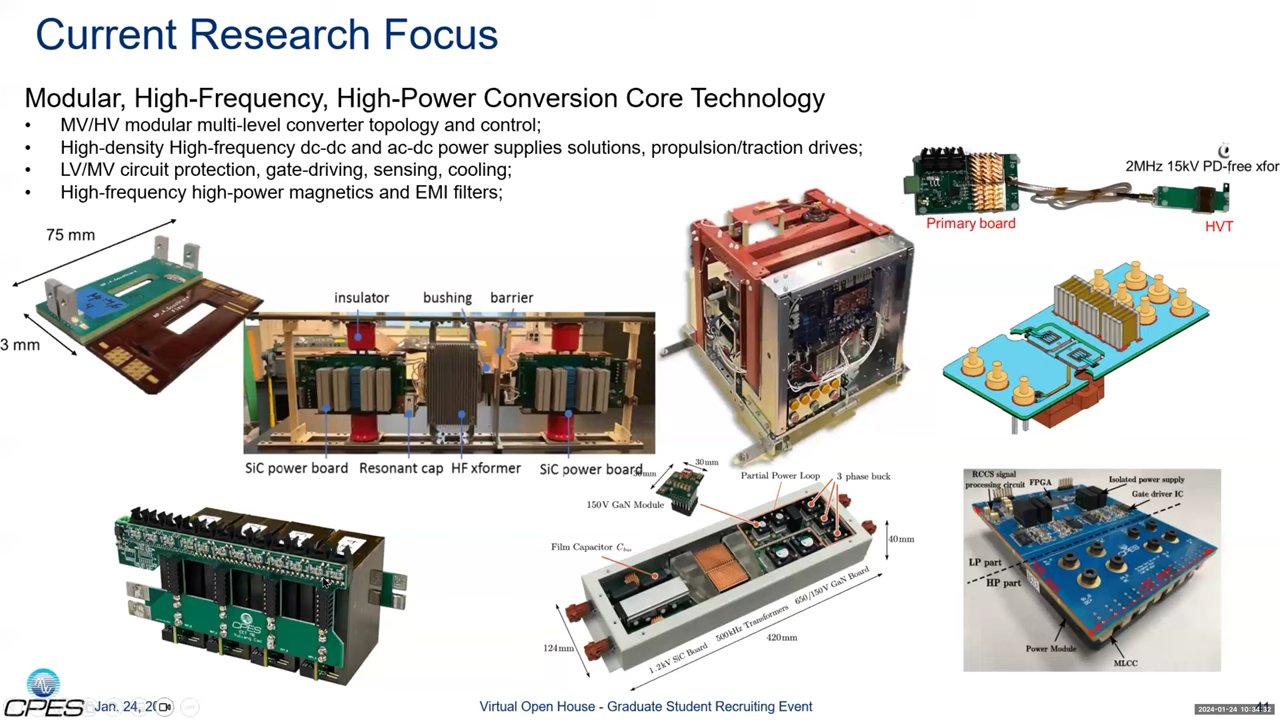 Current Research Focus
Modular, High-Frequency, High-Power Conversion Core Technology
• MV/HV modular multi-level converter topology and control;
• High-density High-frequency dc-dc and ac-dc power supplies solutions, propulsion/traction drives;
• LV/MV circuit protection, gate-driving, sensing, cooling;
• High-frequency high-power magnetics and EMI filters;
2MHz 15kV PD-free xfor
Primary board
HVT
75 mm
3 mm
insulator
bushing
barrier
SiC power board
Resonant cap
HF xformer
SiC power board
30mm
150V GaN Module
Partial Power Loop
3 phase buck
Film Capacitor
40mm
124mm
1.2kV SiC Board
500kHz Transformers
650/150V GaN Board
420mm
RCCS signal
processing circuit
FPGA
Isolated power supply
Gate driver IC
CPES
LP part
HP part
Power Module
MLCC
CPES
CPES
Jan. 24, 20
Virtual Open House - Graduate Student Recruiting Event
2024-01-24 10:34:32